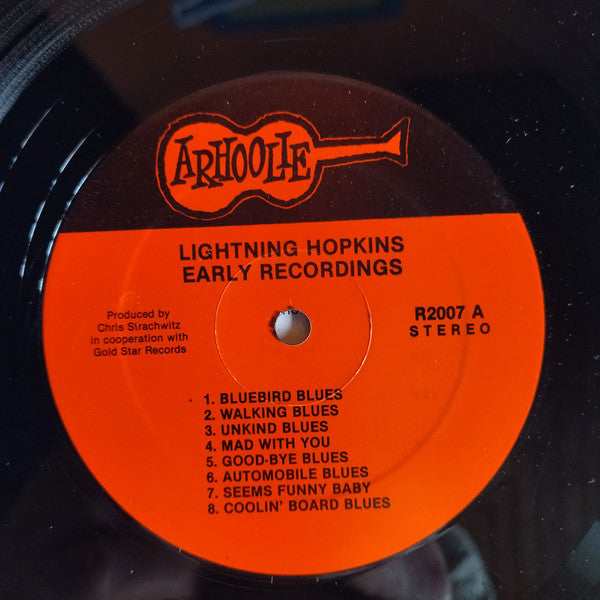 ARHOOLIE
LIGHTNING HOPKINS
EARLY RECORDINGS
Produced by
Chris Strachwitz
in cooperation with
Gold Star Records
R2007 A
STEREO
1. BLUEBIRD BLUES
2. WALKING BLUES
3. UNKIND BLUES
4. MAD WITH YOU
5. GOOD-BYE BLUES
6. AUTOMOBILE BLUES
7. SEEMS FUNNY BABY
8. COOLIN' BOARD BLUES